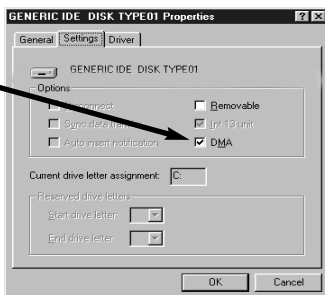 GENERIC IDE DISK TYPE01 Properties
General Settings Driver
GENERIC IDE DISK TYPE01
Options
Disconnect Removable
Sync data transfer Int 13 unit
Auto insert notification DMA
Current drive letter assignment: C:
Reserved drive letters
Start drive letter:
End drive letter:
OK Cancel